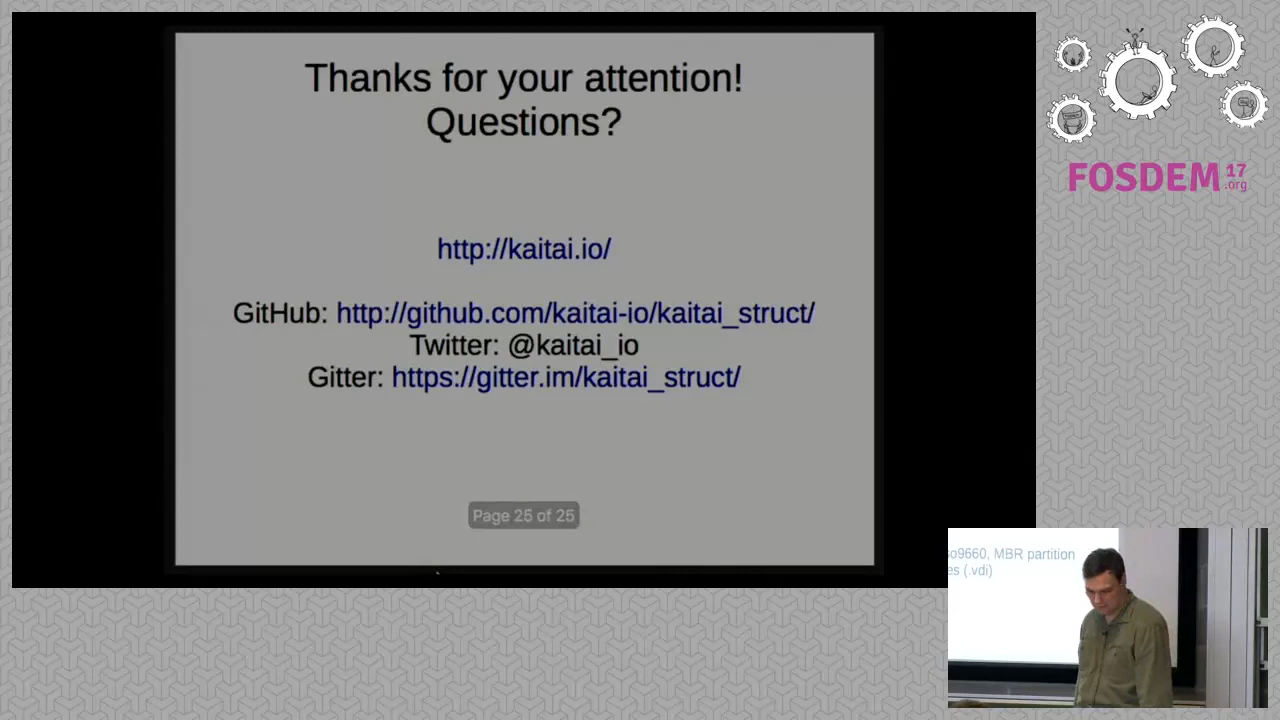 Thanks for your attention!
Questions?
http://kaitai.io/
GitHub: http://github.com/kaitai-io/kaitai_struct/
Twitter: @kaitai_io
Gitter: https://gitter.im/kaitai_struct/
Page 25 of 25
FOSDEM 17
.org
so9660, MBR partition
es (.vdi)